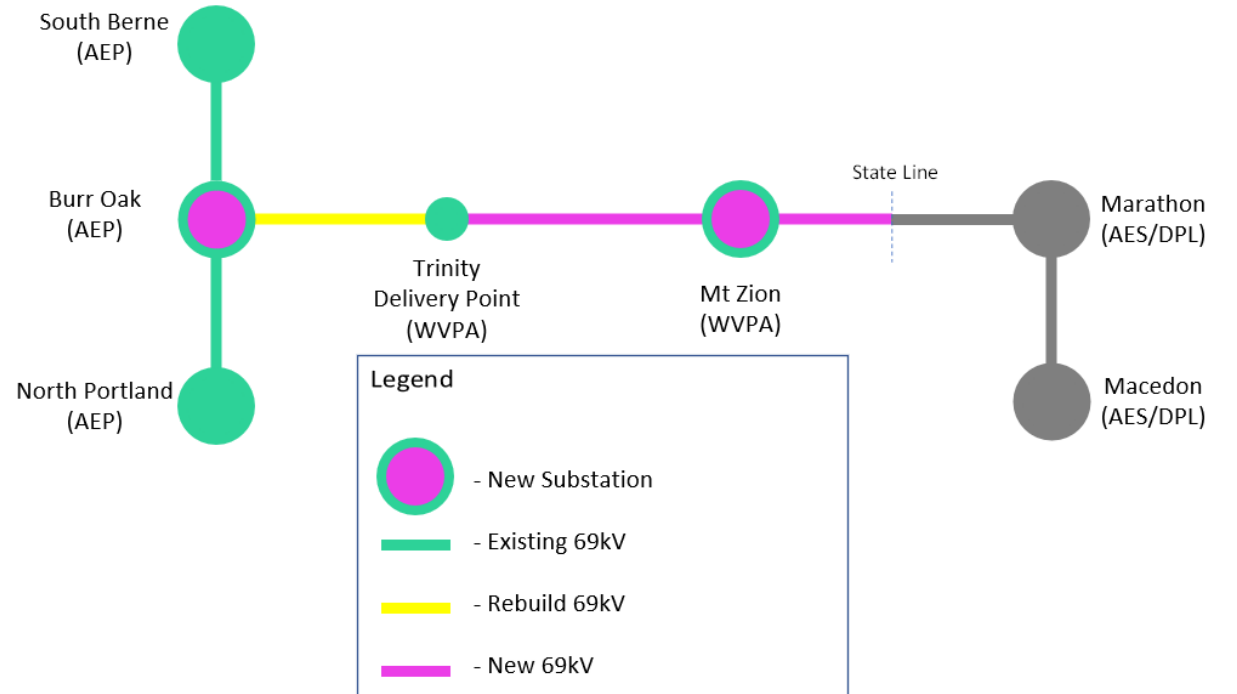 South Berne
(AEP)
Burr Oak
(AEP)
North Portland
(AEP)
Trinity
Delivery Point
(WVPA)
Mt Zion
(WVPA)
State Line
Marathon
(AES/DPL)
Macedon
(AES/DPL)
Legend
- New Substation
- Existing 69kV
- Rebuild 69kV
- New 69kV